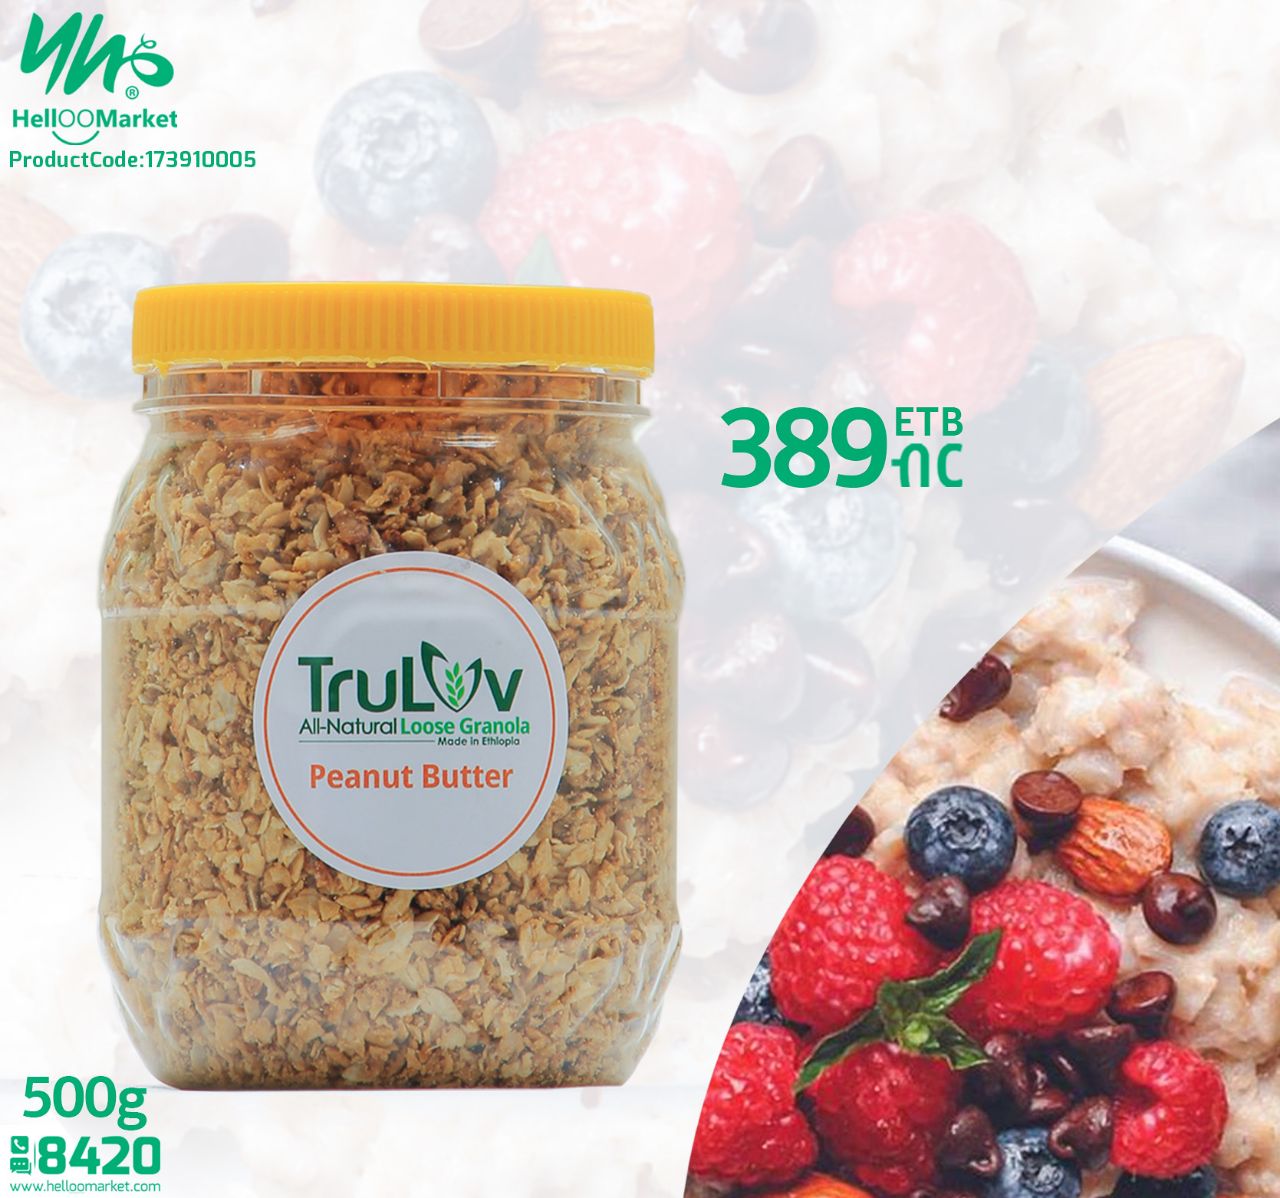 ሄሎ
®
HellOOMarket
ProductCode:173910005
389 ETB
ብር
TruLuv
All-Natural Loose Granola
Made in Ethiopia
Peanut Butter
500g
8420
www.helloomarket.com